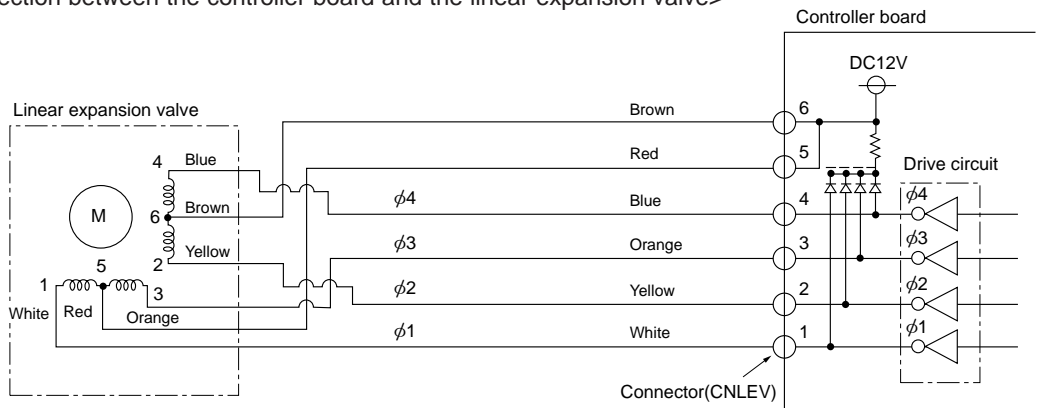 ection between the controller board and the linear expansion valve>
Controller board
DC12V
Linear expansion valve
Brown 6
Red 5
Drive circuit
4 Blue
ϕ4 Blue 4 ϕ4
M 6 Brown
ϕ3 Orange 3 ϕ3
Yellow
5 2
ϕ2 Yellow 2 ϕ2
1 3
White Red Orange
ϕ1 White 1 ϕ1
Connector(CNLEV)